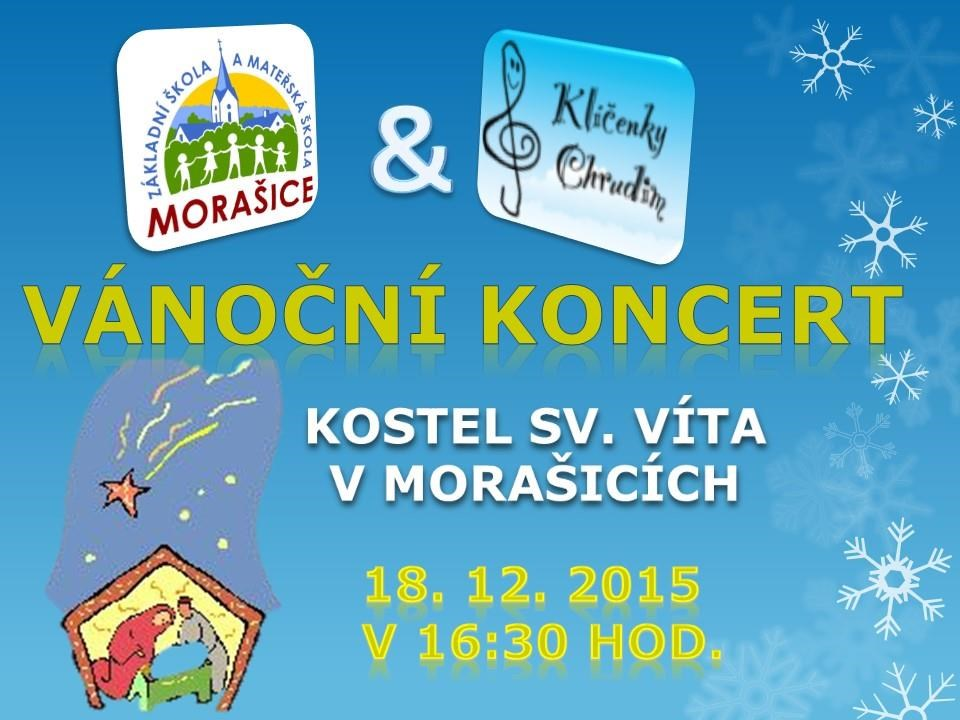 ZÁKLADNÍ ŠKOLA A MATEŘSKÁ ŠKOLA
MORAŠICE
&
Klíčenky
Chrudim
VÁNOČNÍ KONCERT
KOSTEL SV. VÍTA
V MORAŠICÍCH
18. 12. 2015
V 16:30 HOD.